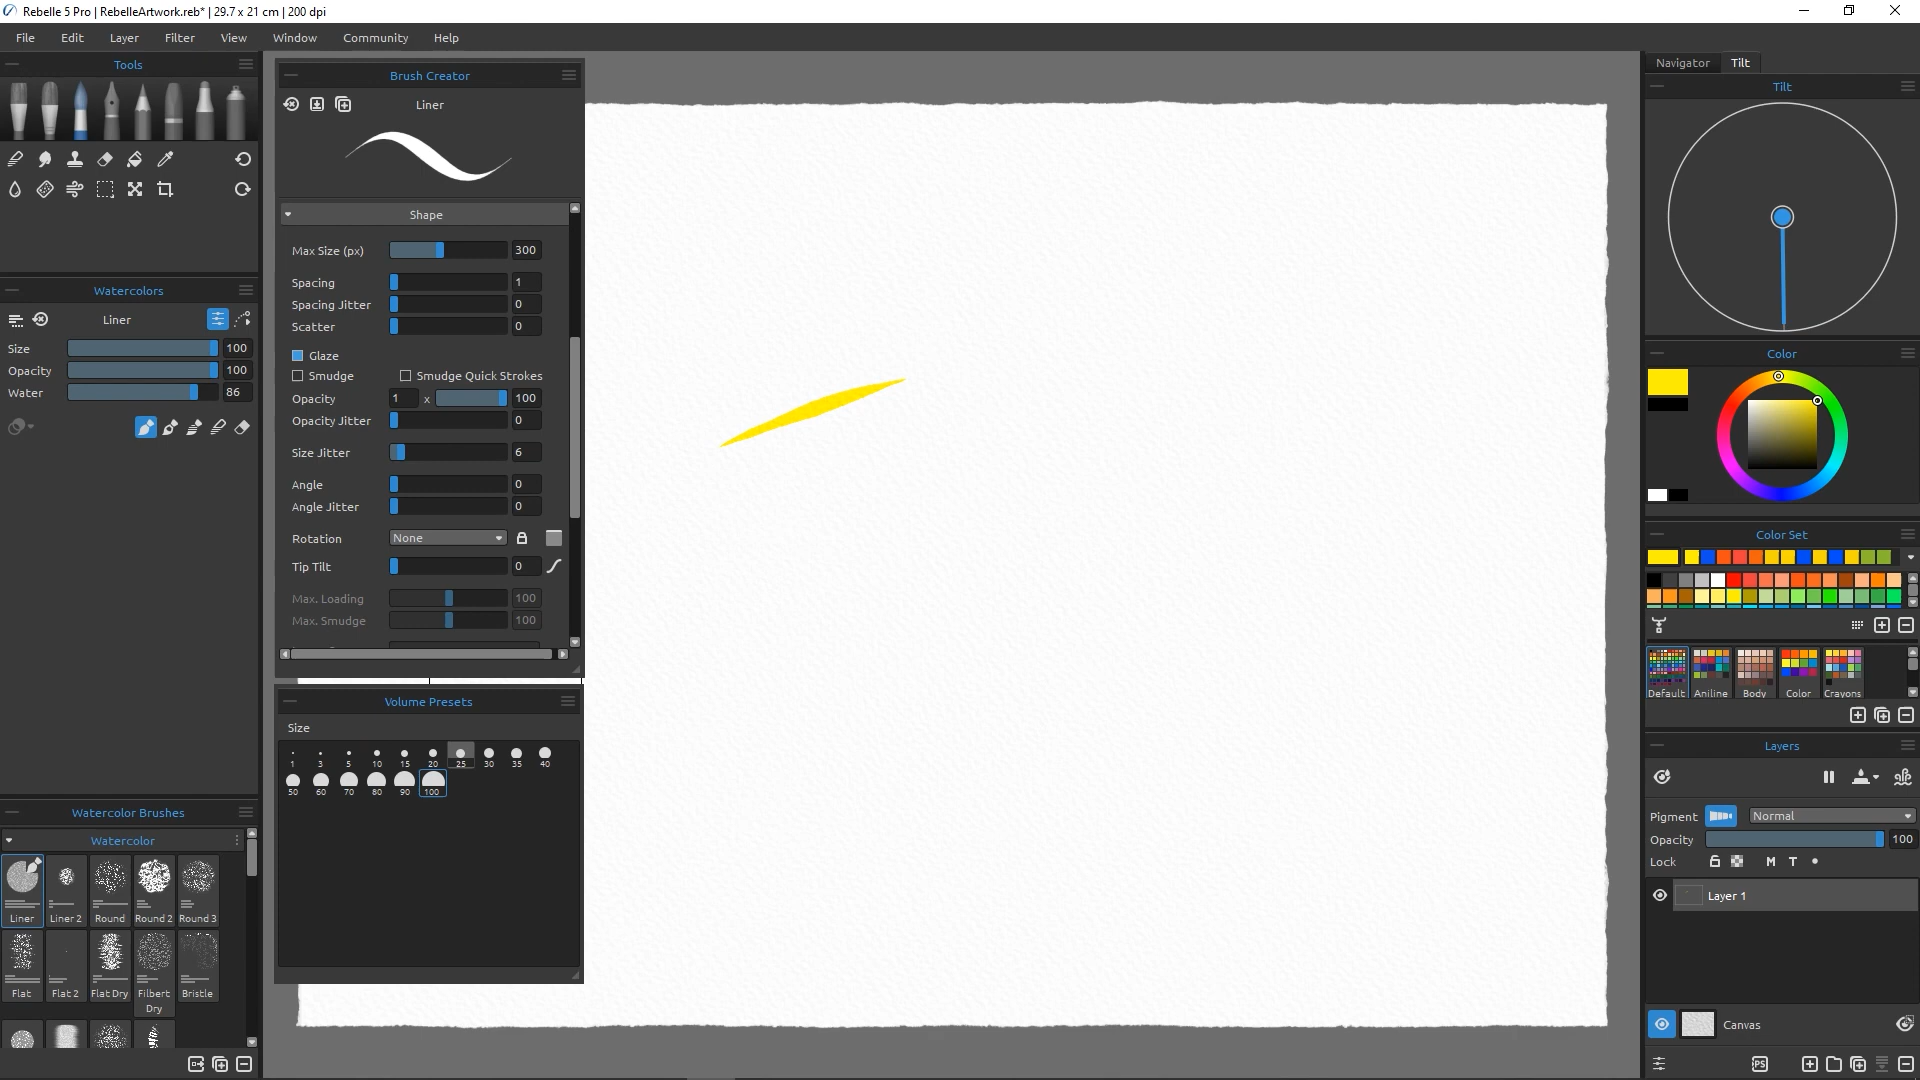 Rebelle 5 Pro | RebelleArtwork.reb* | 29.7 x 21 cm | 200 dpi
File Edit Layer Filter View Window Community Help
Tools
Watercolors
Liner
Size 100
Opacity 100
Water 86
Watercolor Brushes
Watercolor
Liner Liner 2 Round Round 2 Round 3
Flat Flat 2 Flat Dry Filbert Dry Bristle
Brush Creator
Liner
Shape
Max Size (px) 300
Spacing 1
Spacing Jitter 0
Scatter 0
Glaze
Smudge Smudge Quick Strokes
Opacity 1 x 100
Opacity Jitter 0
Size Jitter 6
Angle 0
Angle Jitter 0
Rotation None
Tip Tilt 0
Max. Loading 100
Max. Smudge 100
Volume Presets
Size
1 3 5 10 15 20 25 30 35 40
50 60 70 80 90 100
Navigator Tilt
Tilt
Color
Color Set
Default Aniline Body Color Crayons
Layers
Pigment Normal
Opacity 100
Lock M T
Layer 1
Canvas
PS